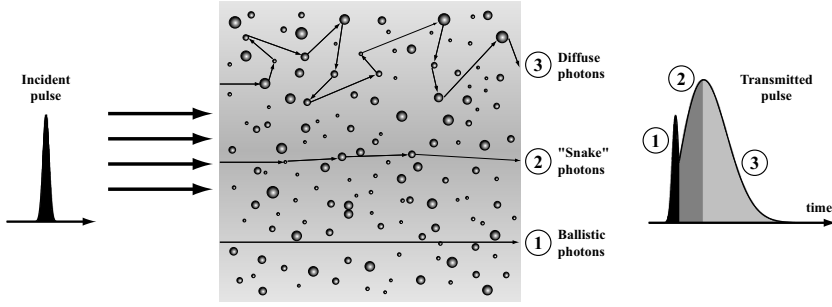 Incident
pulse
3 Diffuse
photons
2 "Snake"
photons
1 Ballistic
photons
Transmitted
pulse
2
1
3
time